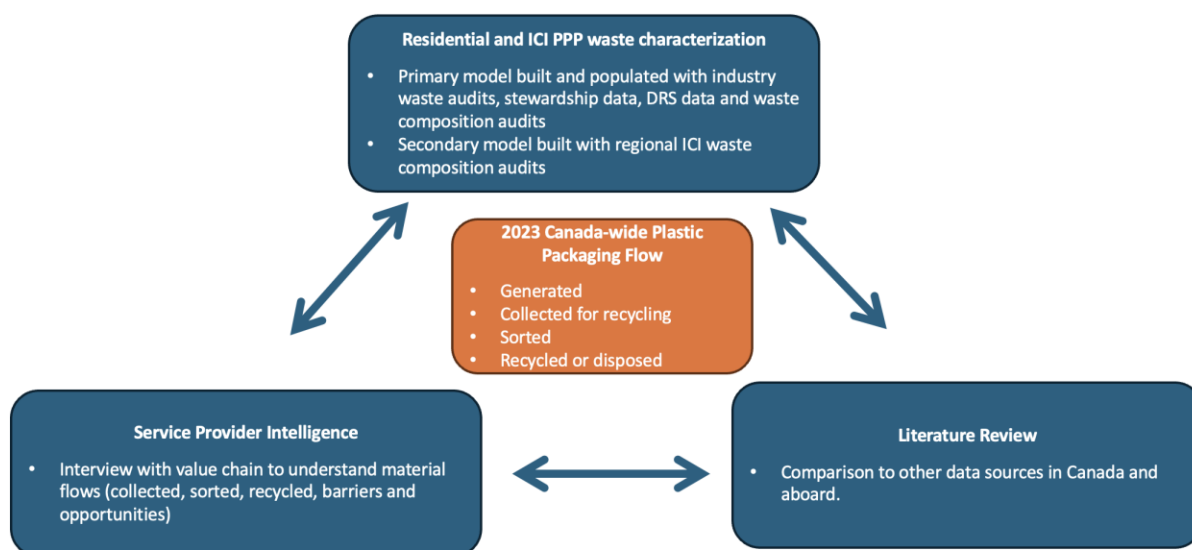 Residential and ICI PPP waste characterization
• Primary model built and populated with industry
waste audits, stewardship data, DRS data and waste
composition audits
• Secondary model built with regional ICI waste
composition audits
2023 Canada-wide Plastic
Packaging Flow
• Generated
• Collected for recycling
• Sorted
• Recycled or disposed
Service Provider Intelligence
• Interview with value chain to understand material
flows (collected, sorted, recycled, barriers and
opportunities)
Literature Review
• Comparison to other data sources in Canada and
aboard.